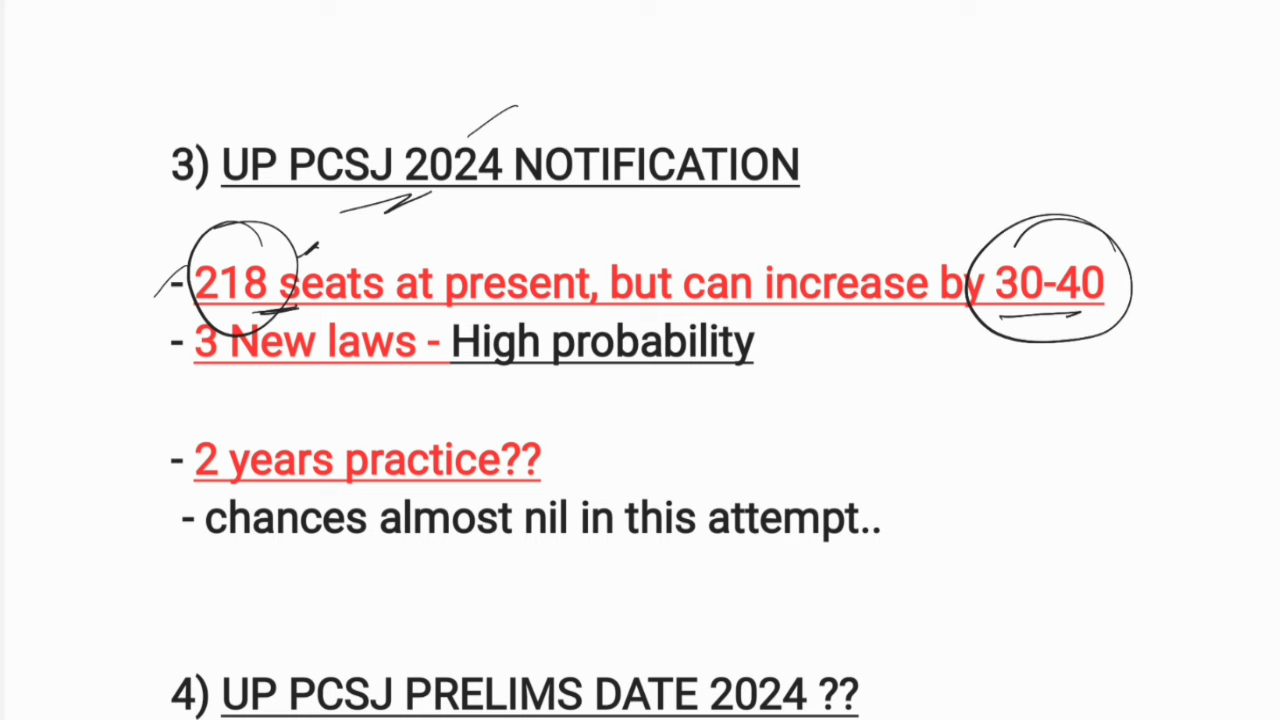 3) UP PCSJ 2024 NOTIFICATION
- 218 seats at present, but can increase by 30-40
- 3 New laws - High probability
- 2 years practice??
- chances almost nil in this attempt..
4) UP PCSJ PRELIMS DATE 2024 ??